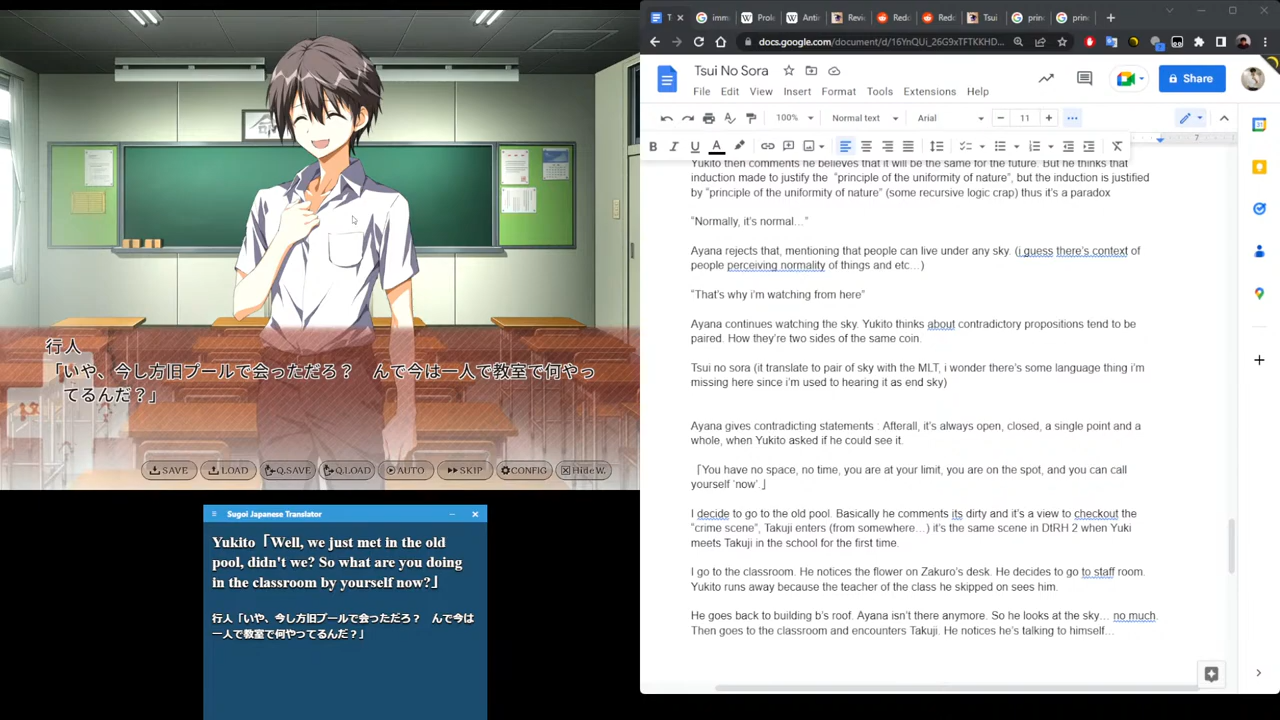 行人
「いや、今し方旧プールで会っただろ？　んで今は一人で教室で何やっ
てるんだ？」
SAVE
LOAD
Q.SAVE
Q.LOAD
AUTO
SKIP
CONFIG
Hide W.
Sugoi Japanese Translator
Yukito「Well, we just met in the old
pool, didn't we? So what are you doing
in the classroom by yourself now?」
行人「いや、今し方旧プールで会っただろ？　んで今は
一人で教室で何やってるんだ？」
T
imm
Prolo
Anti
Revi
Redd
Redd
Tsui
princ
princ
docs.google.com/document/d/16YnQUi_26G9xTFTKKHD...
Tsui No Sora
File Edit View Insert Format Tools Extensions Help
Share
100% Normal text Arial 11
7
Yukito then comments he believes that it will be the same for the future. But he thinks that
induction made to justify the “principle of the uniformity of nature”, but the induction is justified
by “principle of the uniformity of nature” (some recursive logic crap) thus it’s a paradox
“Normally, it’s normal…”
Ayana rejects that, mentioning that people can live under any sky. (i guess there’s context of
people perceiving normality of things and etc…)
“That’s why i’m watching from here”
Ayana continues watching the sky. Yukito thinks about contradictory propositions tend to be
paired. How they’re two sides of the same coin.
Tsui no sora (it translate to pair of sky with the MLT, i wonder there’s some language thing i’m
missing here since i’m used to hearing it as end sky)
Ayana gives contradicting statements : Afterall, it’s always open, closed, a single point and a
whole, when Yukito asked if he could see it.
「You have no space, no time, you are at your limit, you are on the spot, and you can call
yourself ‘now’.」
I decide to go to the old pool. Basically he comments its dirty and it’s a view to checkout the
“crime scene”, Takuji enters (from somewhere…) it’s the same scene in DtRH 2 when Yuki
meets Takuji in the school for the first time.
I go to the classroom. He notices the flower on Zakuro’s desk. He decides to go to staff room.
Yukito runs away because the teacher of the class he skipped on sees him.
He goes back to building b’s roof. Ayana isn’t there anymore. So he looks at the sky… no much.
Then goes to the classroom and encounters Takuji. He notices he’s talking to himself…